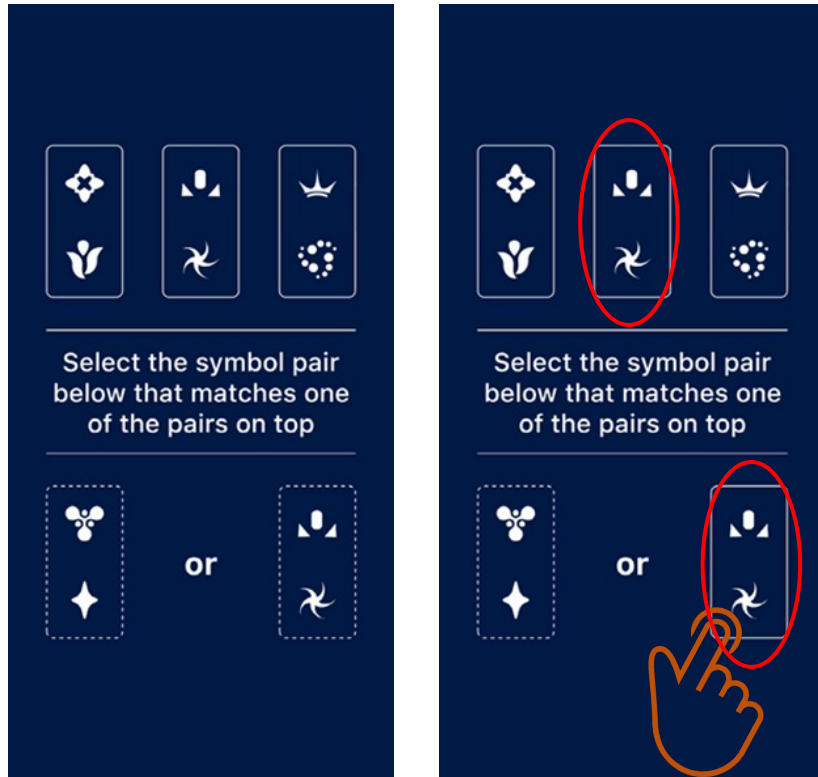 Select the symbol pair
below that matches one
of the pairs on top
or
Select the symbol pair
below that matches one
of the pairs on top
or